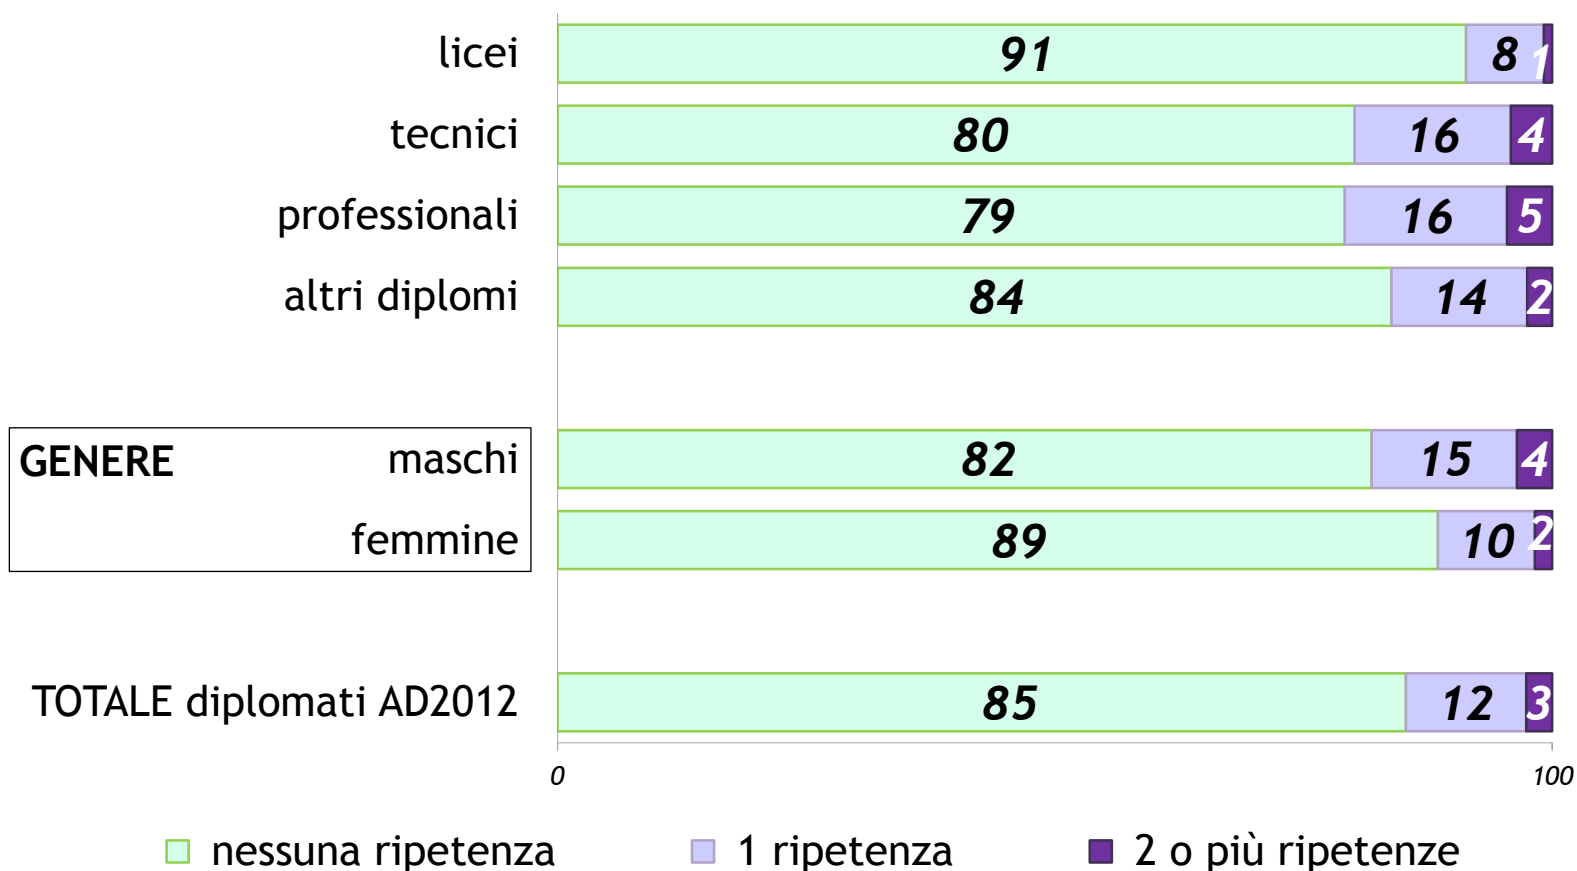 licei 91 8 1
tecnici 80 16 4
professionali 79 16 5
altri diplomi 84 14 2
GENERE maschi 82 15 4
femmine 89 10 2
TOTALE diplomati AD2012 85 12 3
0 100
nessuna ripetenza 1 ripetenza 2 o più ripetenze